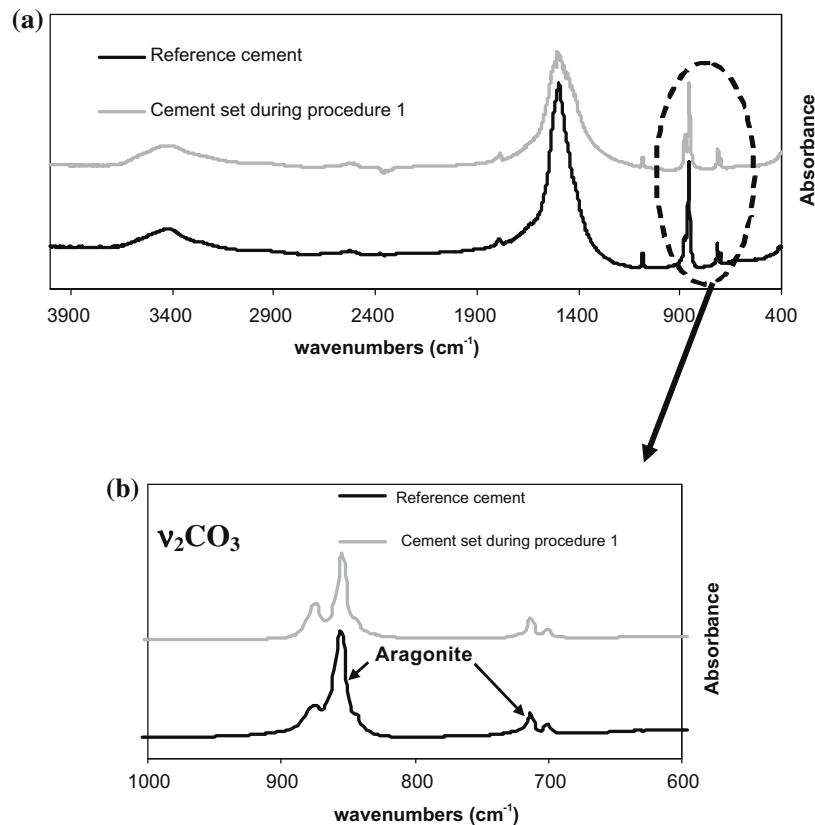 (a)
Reference cement
Cement set during procedure 1
Absorbance
3900 3400 2900 2400 1900 1400 900 400
wavenumbers (cm⁻¹)
(b)
Reference cement
ν₂CO₃
Cement set during procedure 1
Aragonite
Absorbance
1000 900 800 700 600
wavenumbers (cm⁻¹)